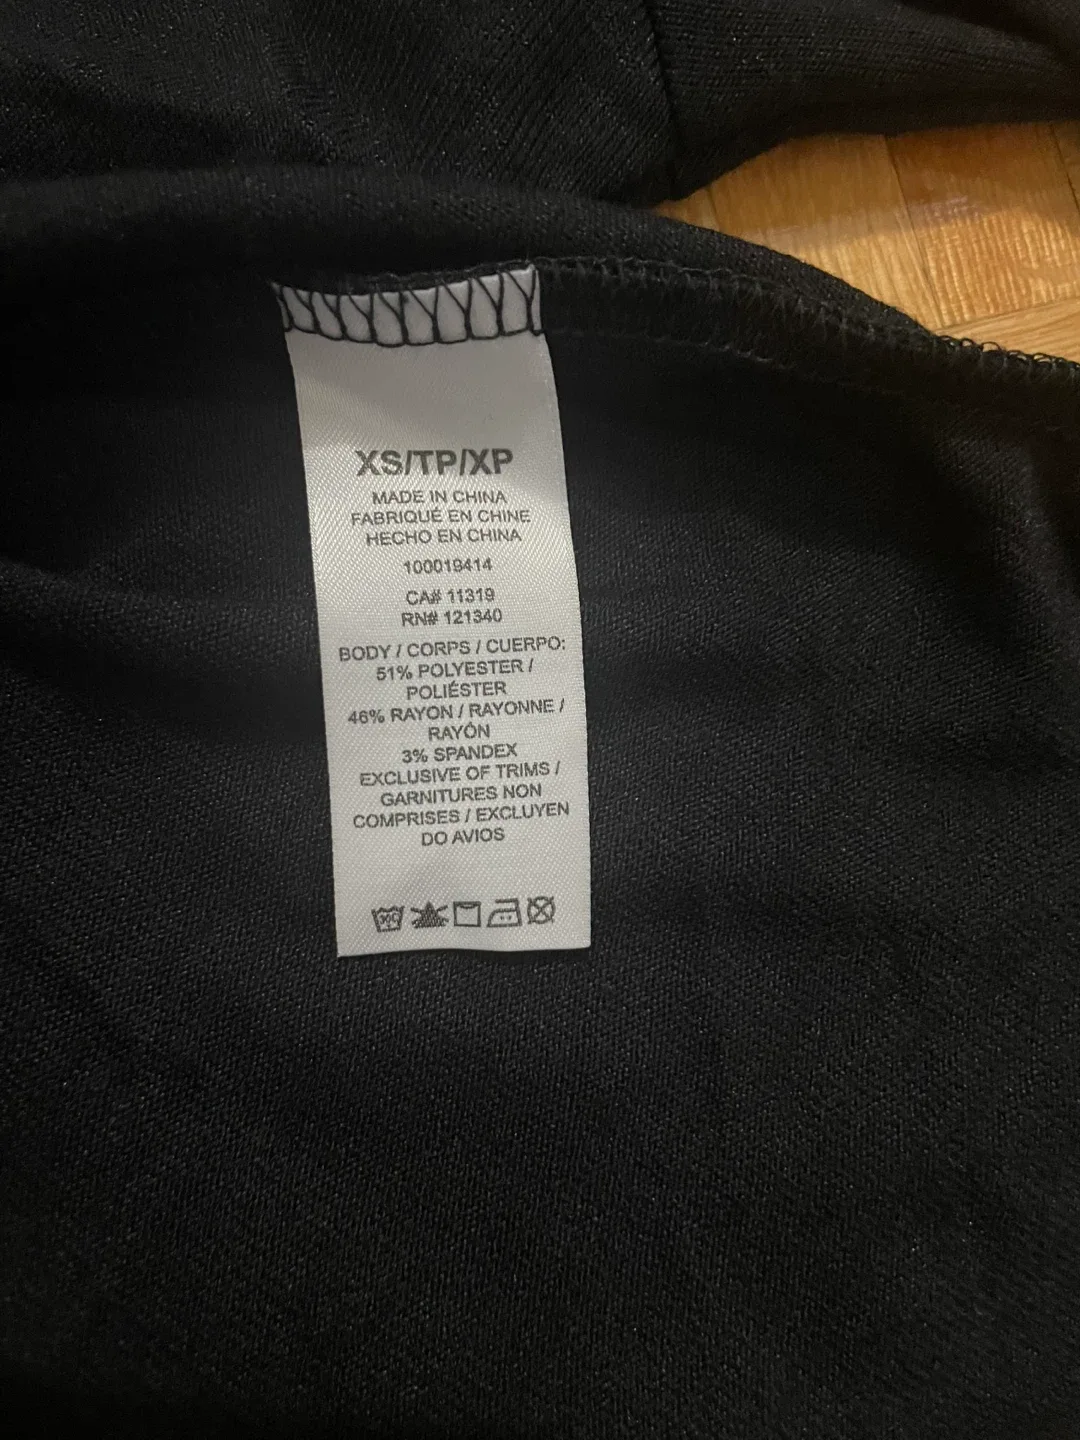 XS/TP/XP
MADE IN CHINA
FABRIQUÉ EN CHINE
HECHO EN CHINA
100019414
CA# 11319
RN# 121340
BODY / CORPS / CUERPO:
51% POLYESTER /
POLIÉSTER
46% RAYON / RAYONNE /
RAYÓN
3% SPANDEX
EXCLUSIVE OF TRIMS /
GARNITURES NON
COMPRISES / EXCLUYEN
DO AVIOS
30C